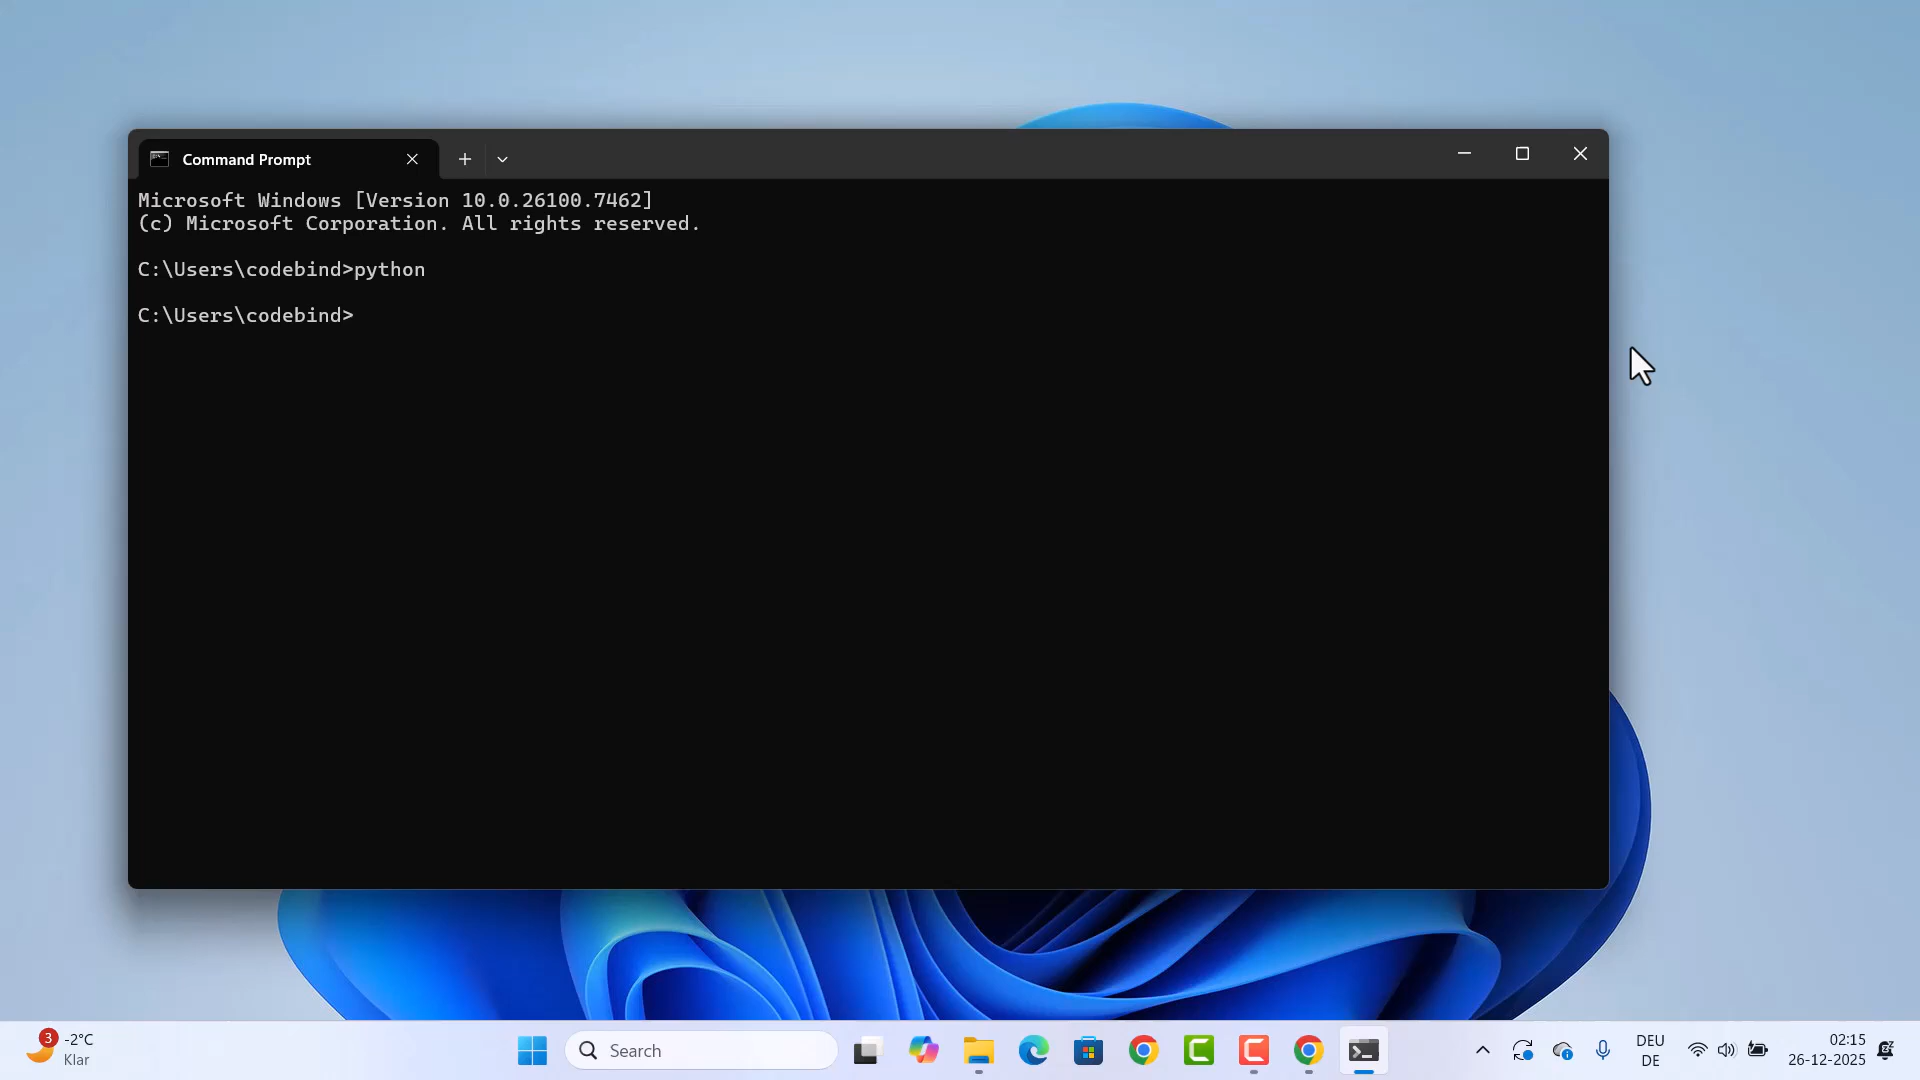 Command Prompt
Microsoft Windows [Version 10.0.26100.7462]
(c) Microsoft Corporation. All rights reserved.
C:\Users\codebind>python
C:\Users\codebind>
3
-2°C
Klar
Search
DEU
DE
02:15
26-12-2025